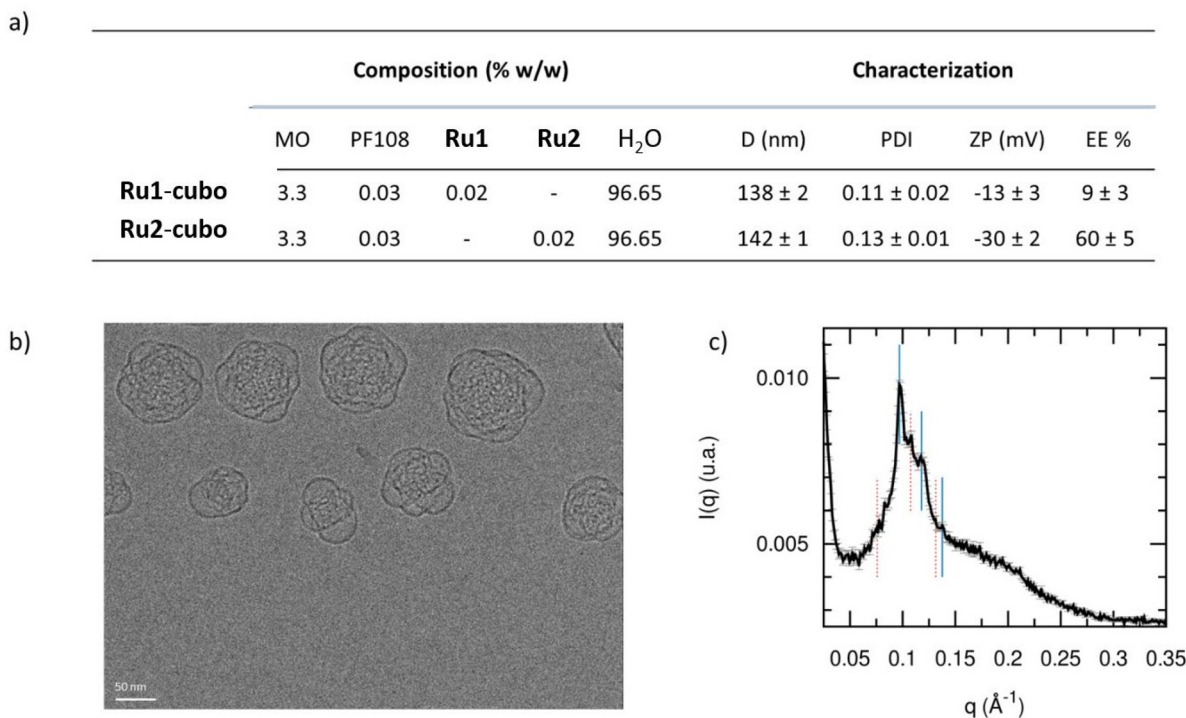 a)
Composition (% w/w) Characterization
MO PF108 Ru1 Ru2 H₂O D (nm) PDI ZP (mV) EE %
Ru1-cubo 3.3 0.03 0.02 - 96.65 138 ± 2 0.11 ± 0.02 -13 ± 3 9 ± 3
Ru2-cubo 3.3 0.03 - 0.02 96.65 142 ± 1 0.13 ± 0.01 -30 ± 2 60 ± 5
b)
50 nm
c)
0.010
0.005
I(q) (u.a.)
0.05 0.1 0.15 0.2 0.25 0.3 0.35
q (Å⁻¹)